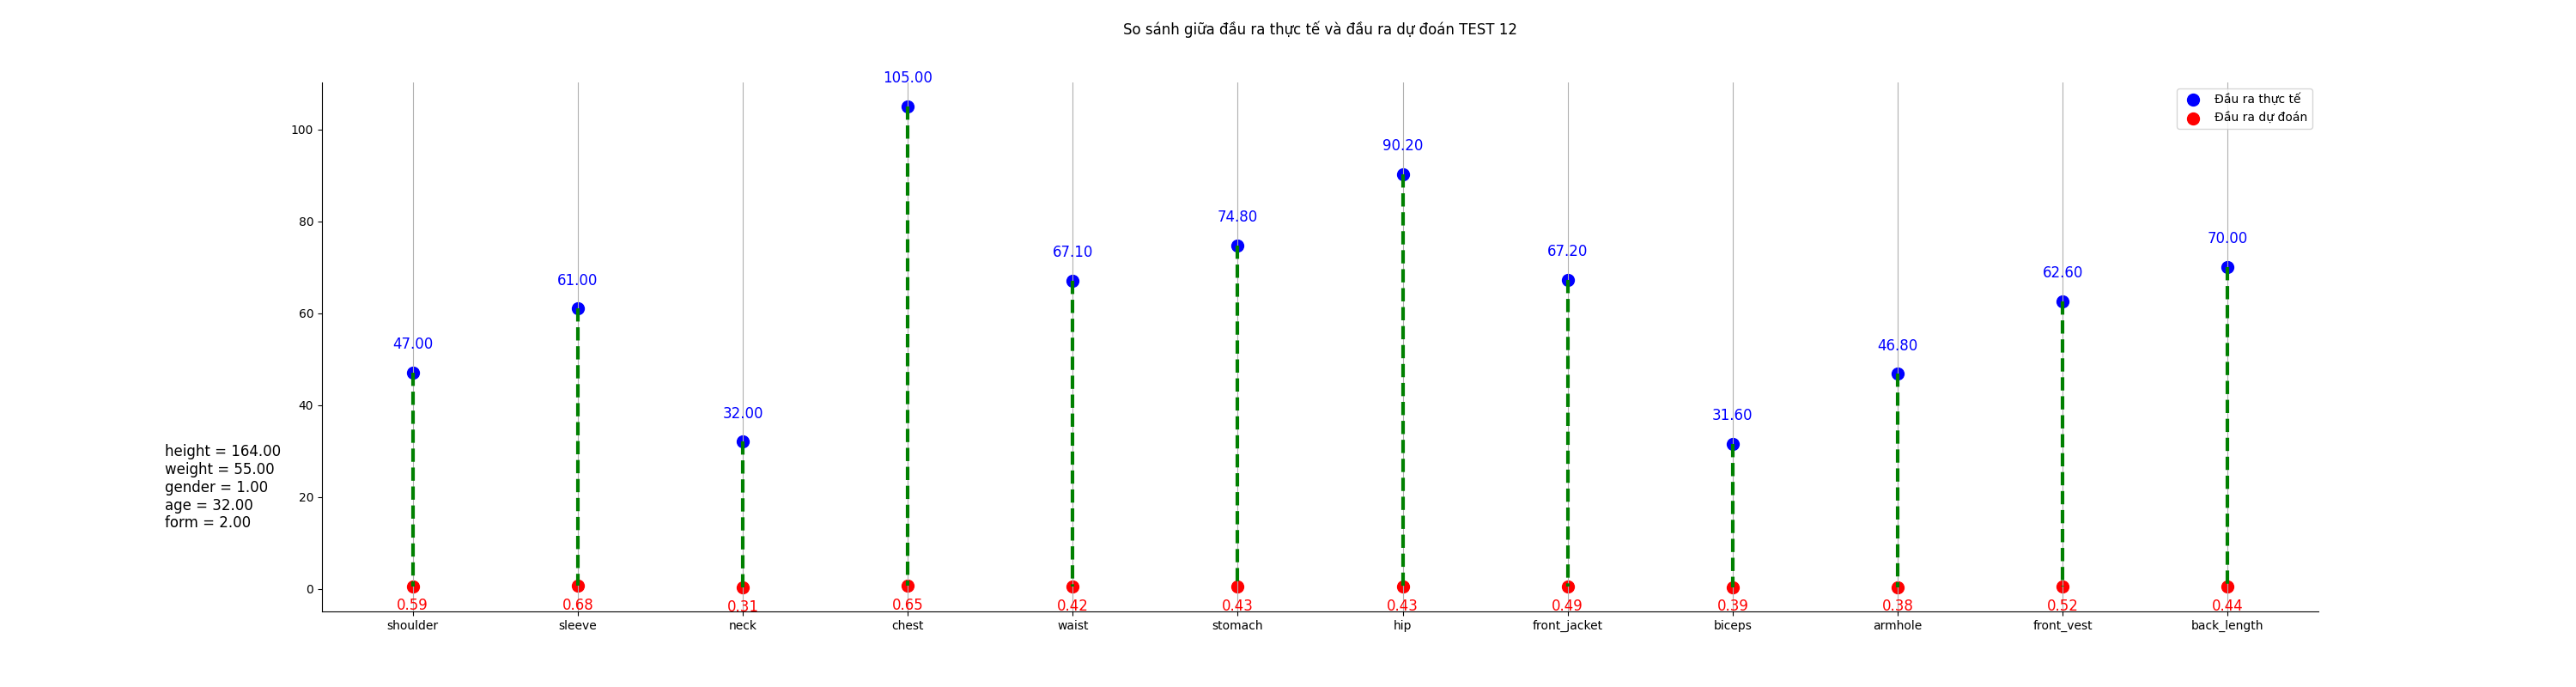 So sánh giữa đầu ra thực tế và đầu ra dự đoán TEST 12
Đầu ra thực tế
Đầu ra dự đoán
105.00
90.20
74.80
70.00
67.10
67.20
62.60
61.00
47.00
46.80
32.00
31.60
100
80
60
40
20
0
height = 164.00
weight = 55.00
gender = 1.00
age = 32.00
form = 2.00
0.59 0.68 0.31 0.65 0.42 0.43 0.43 0.49 0.39 0.38 0.52 0.44
shoulder sleeve neck chest waist stomach hip front_jacket biceps armhole front_vest back_length